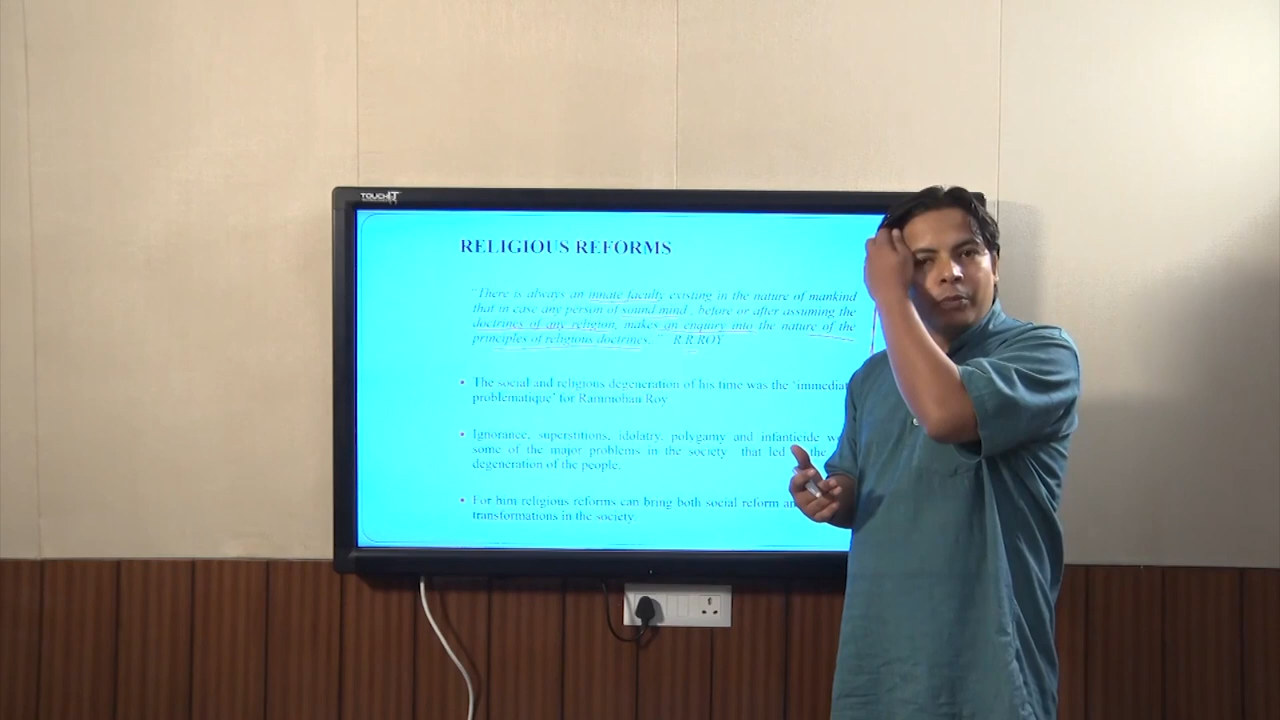 TOUCHIT
RELIGIOUS REFORMS
"There is always an innate faculty existing in the nature of mankind
that in case any person of sound mind , before or after assuming the
doctrines of any religion, makes an enquiry into the nature of the
principles of religious doctrines." R.R.ROY
• The social and religious degeneration of his time was the 'immediat
problematique' for Rammohan Roy
• Ignorance, superstitions, idolatry, polygamy and infanticide w
some of the major problems in the society that led the
degeneration of the people.
• For him religious reforms can bring both social reform an
transformations in the society.